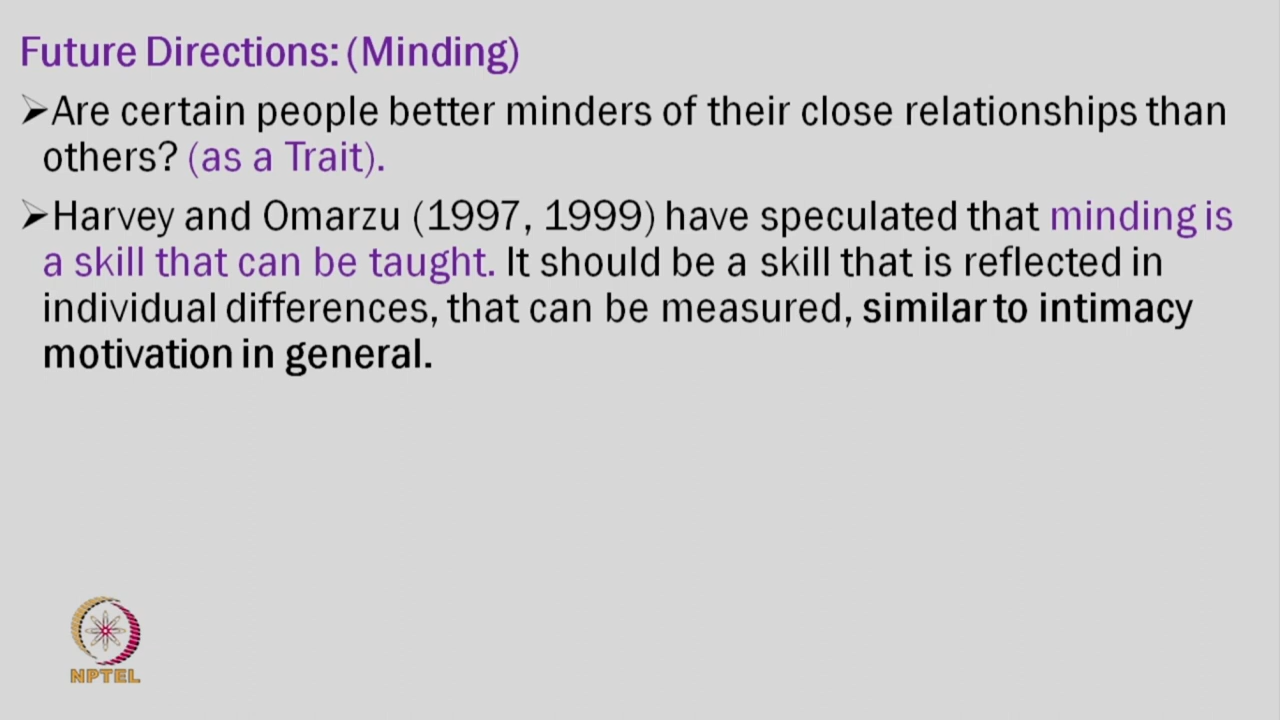 Future Directions: (Minding)
➢Are certain people better minders of their close relationships than
others? (as a Trait).
➢Harvey and Omarzu (1997, 1999) have speculated that minding is
a skill that can be taught. It should be a skill that is reflected in
individual differences, that can be measured, similar to intimacy
motivation in general.
NPTEL